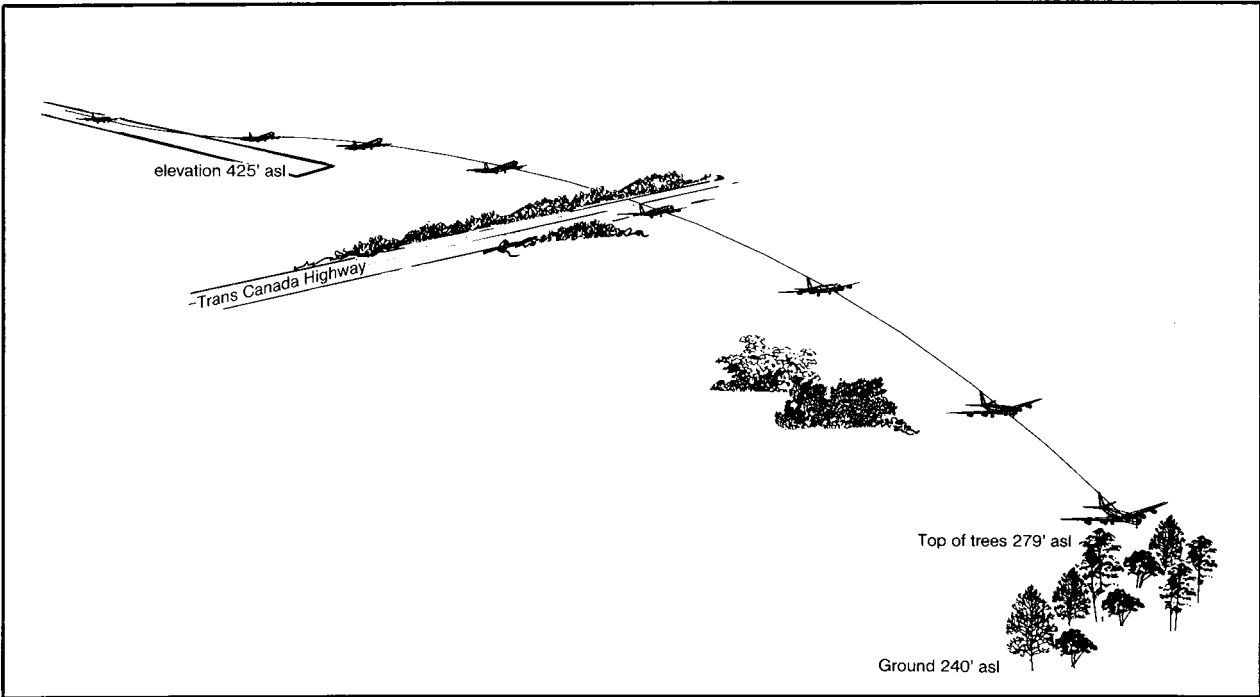 elevation 425' asl
Trans Canada Highway
Top of trees 279' asl
Ground 240' asl